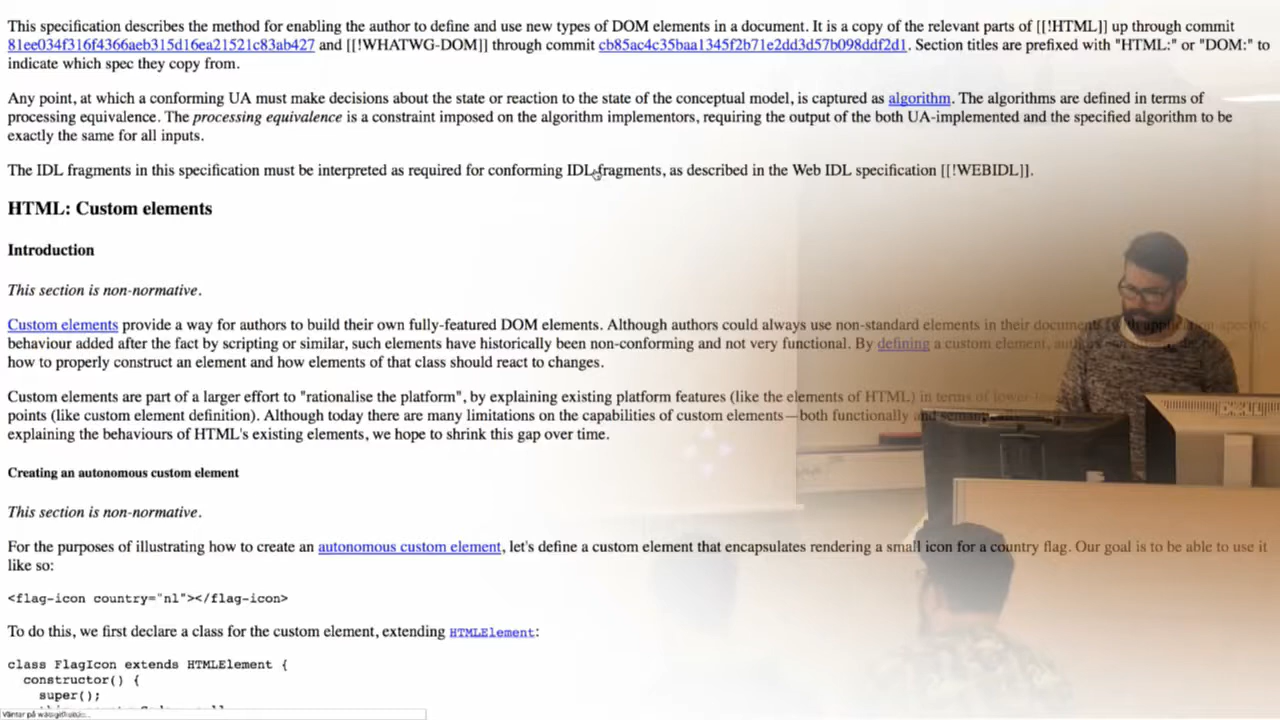 This specification describes the method for enabling the author to define and use new types of DOM elements in a document. It is a copy of the relevant parts of [[!HTML]] up through commit
81ee034f316f4366aeb315d16ea21521c83ab427 and [[!WHATWG-DOM]] through commit cb85ac4c35baa1345f2b71e2dd3d57b098ddf2d1. Section titles are prefixed with "HTML:" or "DOM:" to
indicate which spec they copy from.
Any point, at which a conforming UA must make decisions about the state or reaction to the state of the conceptual model, is captured as algorithm. The algorithms are defined in terms of
processing equivalence. The processing equivalence is a constraint imposed on the algorithm implementors, requiring the output of the both UA-implemented and the specified algorithm to be
exactly the same for all inputs.
The IDL fragments in this specification must be interpreted as required for conforming IDL fragments, as described in the Web IDL specification [[!WEBIDL]].
HTML: Custom elements
Introduction
This section is non-normative.
Custom elements provide a way for authors to build their own fully-featured DOM elements. Although authors could always use non-standard elements in their documents, with application-specific
behaviour added after the fact by scripting or similar, such elements have historically been non-conforming and not very functional. By defining a custom element,
how to properly construct an element and how elements of that class should react to changes.
Custom elements are part of a larger effort to "rationalise the platform", by explaining existing platform features (like the elements of HTML) in terms of lower-
points (like custom element definition). Although today there are many limitations on the capabilities of custom elements—both functionally and
explaining the behaviours of HTML's existing elements, we hope to shrink this gap over time.
Creating an autonomous custom element
This section is non-normative.
For the purposes of illustrating how to create an autonomous custom element, let's define a custom element that encapsulates rendering a small icon for a country flag. Our goal is to be able to use it
like so:
<flag-icon country="nl"></flag-icon>
To do this, we first declare a class for the custom element, extending HTMLElement:
class FlagIcon extends HTMLElement {
constructor() {
super();
Väntar på
DELL